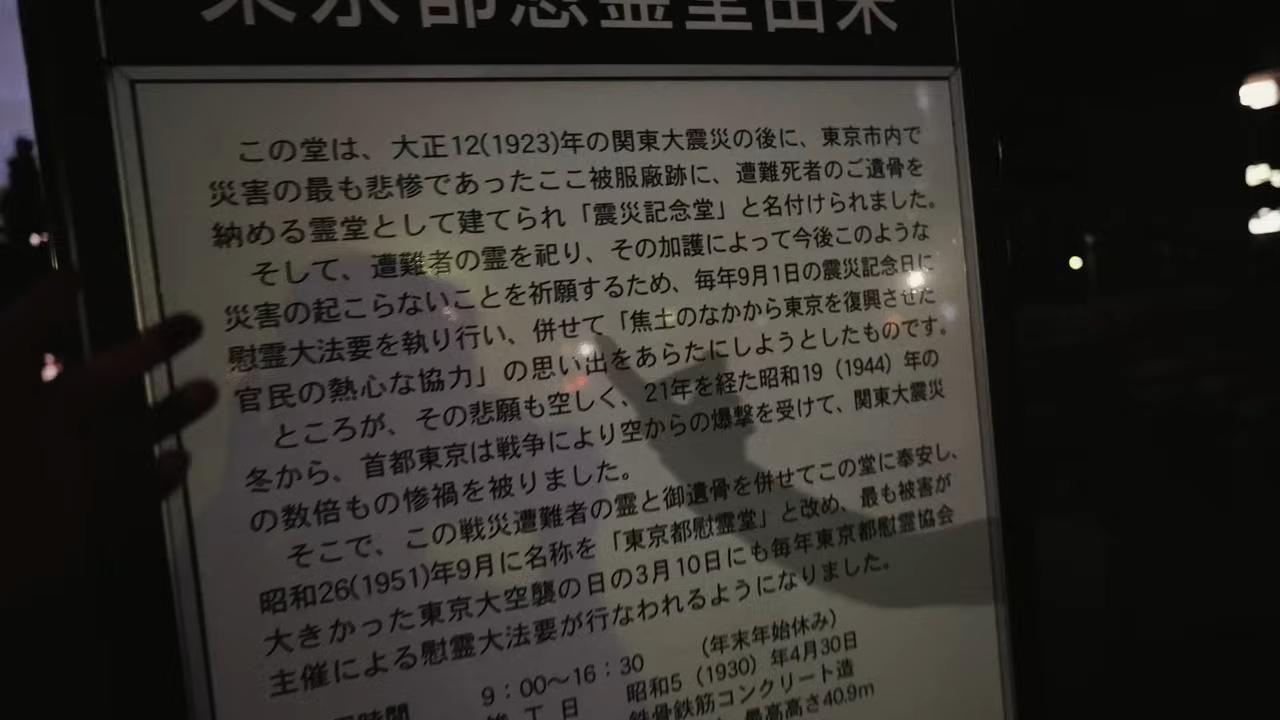 東京都慰霊堂由来
この堂は、大正12(1923)年の関東大震災の後に、東京市内で
災害の最も悲惨であったここ被服廠跡に、遭難死者のご遺骨を
納める霊堂として建てられ「震災記念堂」と名付けられました。
そして、遭難者の霊を祀り、その加護によって今後このような
災害の起こらないことを祈願するため、毎年9月1日の震災記念日に
慰霊大法要を執り行い、併せて「焦土のなかから東京を復興させた
官民の熱心な協力」の思い出をあらたにしようとしたものです。
ところが、その悲願も空しく、21年を経た昭和19（1944）年の
冬から、首都東京は戦争により空からの爆撃を受けて、関東大震災
の数倍もの惨禍を被りました。
そこで、この戦災遭難者の霊と御遺骨を併せてこの堂に奉安し、
昭和26(1951)年9月に名称を「東京都慰霊堂」と改め、最も被害が
大きかった東京大空襲の日の3月10日にも毎年東京都慰霊協会
主催による慰霊大法要が行なわれるようになりました。
時間 9：00～16：30 （年末年始休み）
竣工日 昭和5（1930）年4月30日
鉄骨鉄筋コンクリート造
最高高さ40.9m